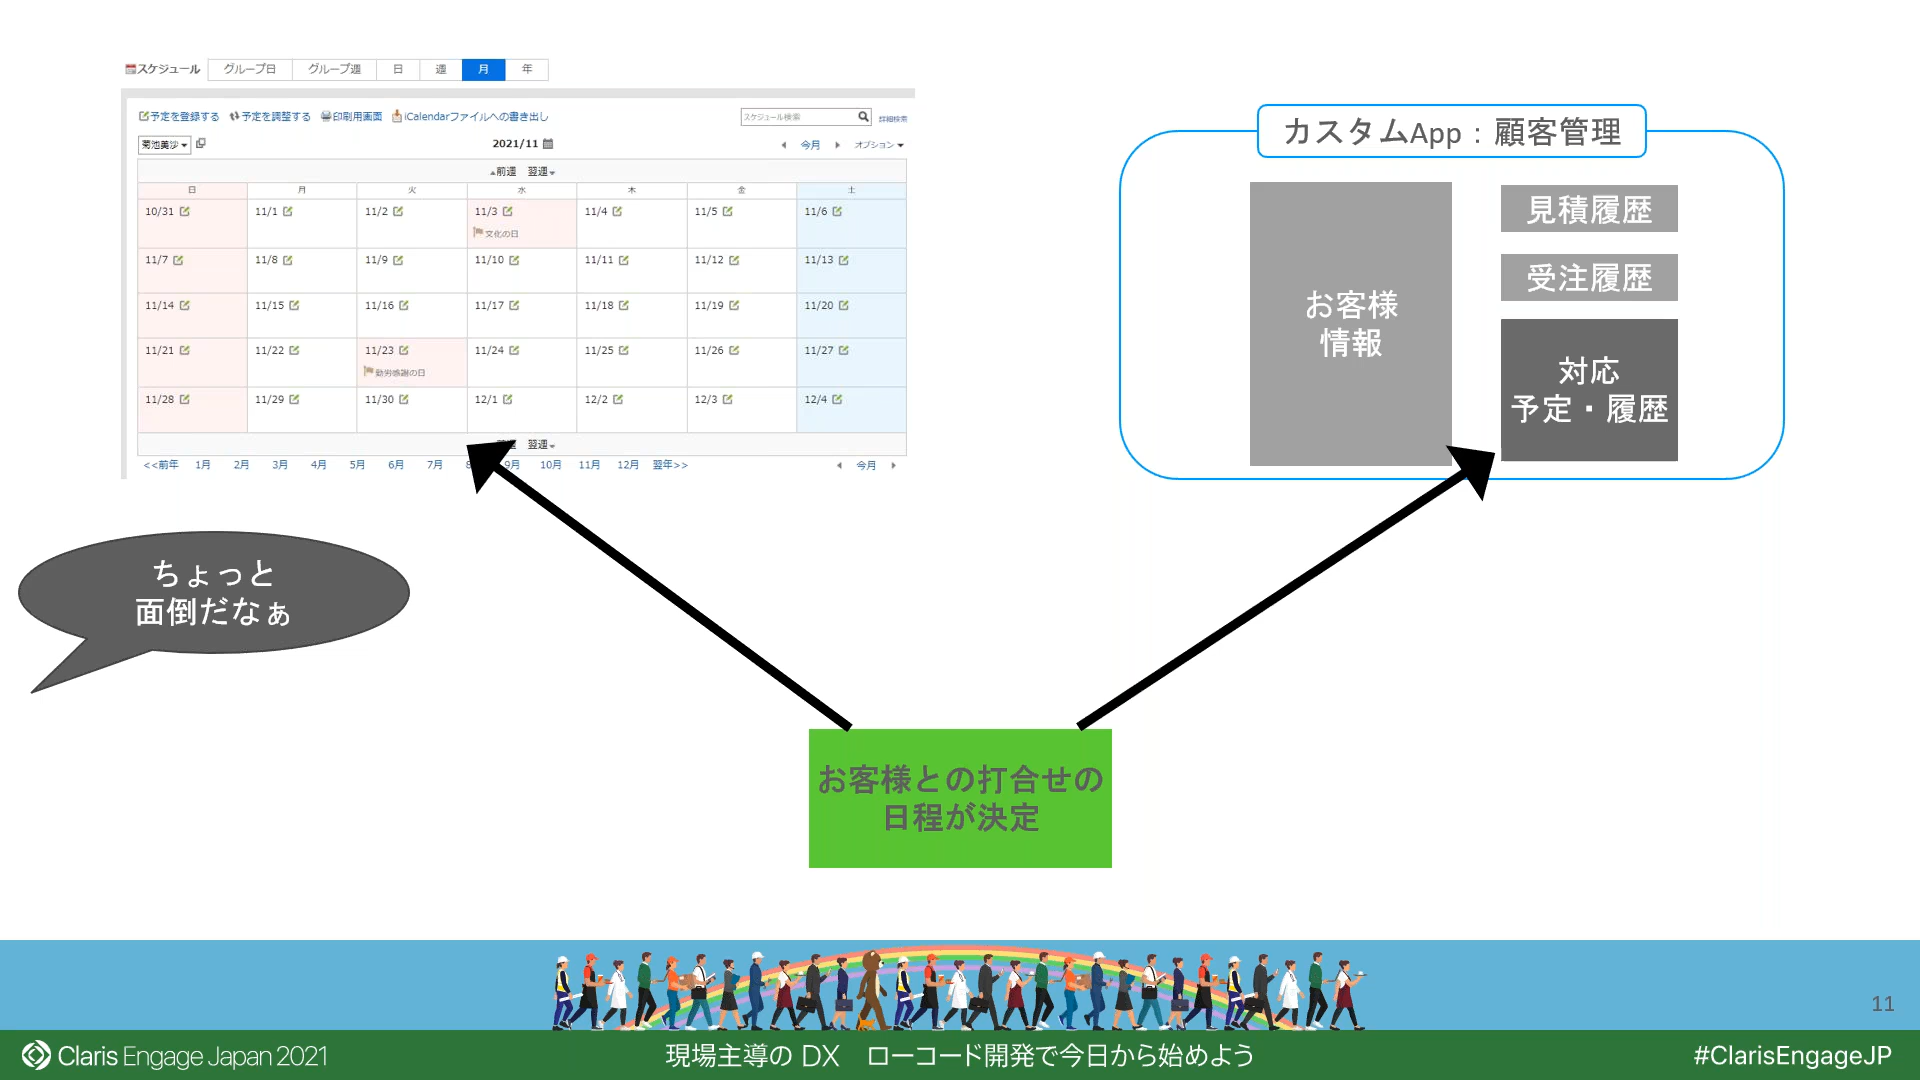 スケジュール グループ日 グループ週 日 週 月 年
予定を登録する 予定を調整する 印刷用画面 iCalendarファイルへの書き出し スケジュール検索 詳細検索
菊池美沙 2021/11 今月 オプション
前週 翌週
日 月 火 水 木 金 土
10/31 11/1 11/2 11/3 11/4 11/5 11/6
文化の日
11/7 11/8 11/9 11/10 11/11 11/12 11/13
11/14 11/15 11/16 11/17 11/18 11/19 11/20
11/21 11/22 11/23 11/24 11/25 11/26 11/27
勤労感謝の日
11/28 11/29 11/30 12/1 12/2 12/3 12/4
翌週
<<前年 1月 2月 3月 4月 5月 6月 7月 9月 10月 11月 12月 翌年>> 今月
カスタムApp：顧客管理
お客様
情報
見積履歴
受注履歴
対応
予定・履歴
ちょっと
面倒だなぁ
お客様との打合せの
日程が決定
11
Claris Engage Japan 2021
現場主導の DX ローコード開発で今日から始めよう
#ClarisEngageJP